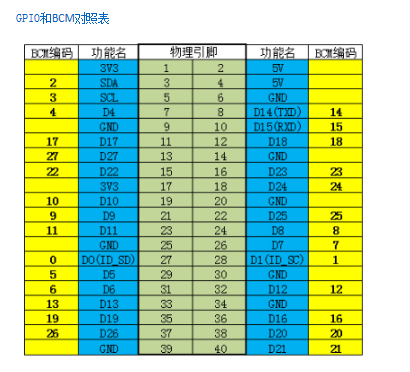 GPIO和BCM对照表
BCM编码 功能名 物理引脚 功能名 BCM编码
3V3 1 2 5V
2 SDA 3 4 5V
3 SCL 5 6 GND
4 D4 7 8 D14(TXD) 14
GND 9 10 D15(RXD) 15
17 D17 11 12 D18 18
27 D27 13 14 GND
22 D22 15 16 D23 23
3V3 17 18 D24 24
10 D10 19 20 GND
9 D9 21 22 D25 25
11 D11 23 24 D8 8
GND 25 26 D7 7
0 D0(ID_SD) 27 28 D1(ID_SC) 1
5 D5 29 30 GND
6 D6 31 32 D12 12
13 D13 33 34 GND
19 D19 35 36 D16 16
26 D26 37 38 D20 20
GND 39 40 D21 21